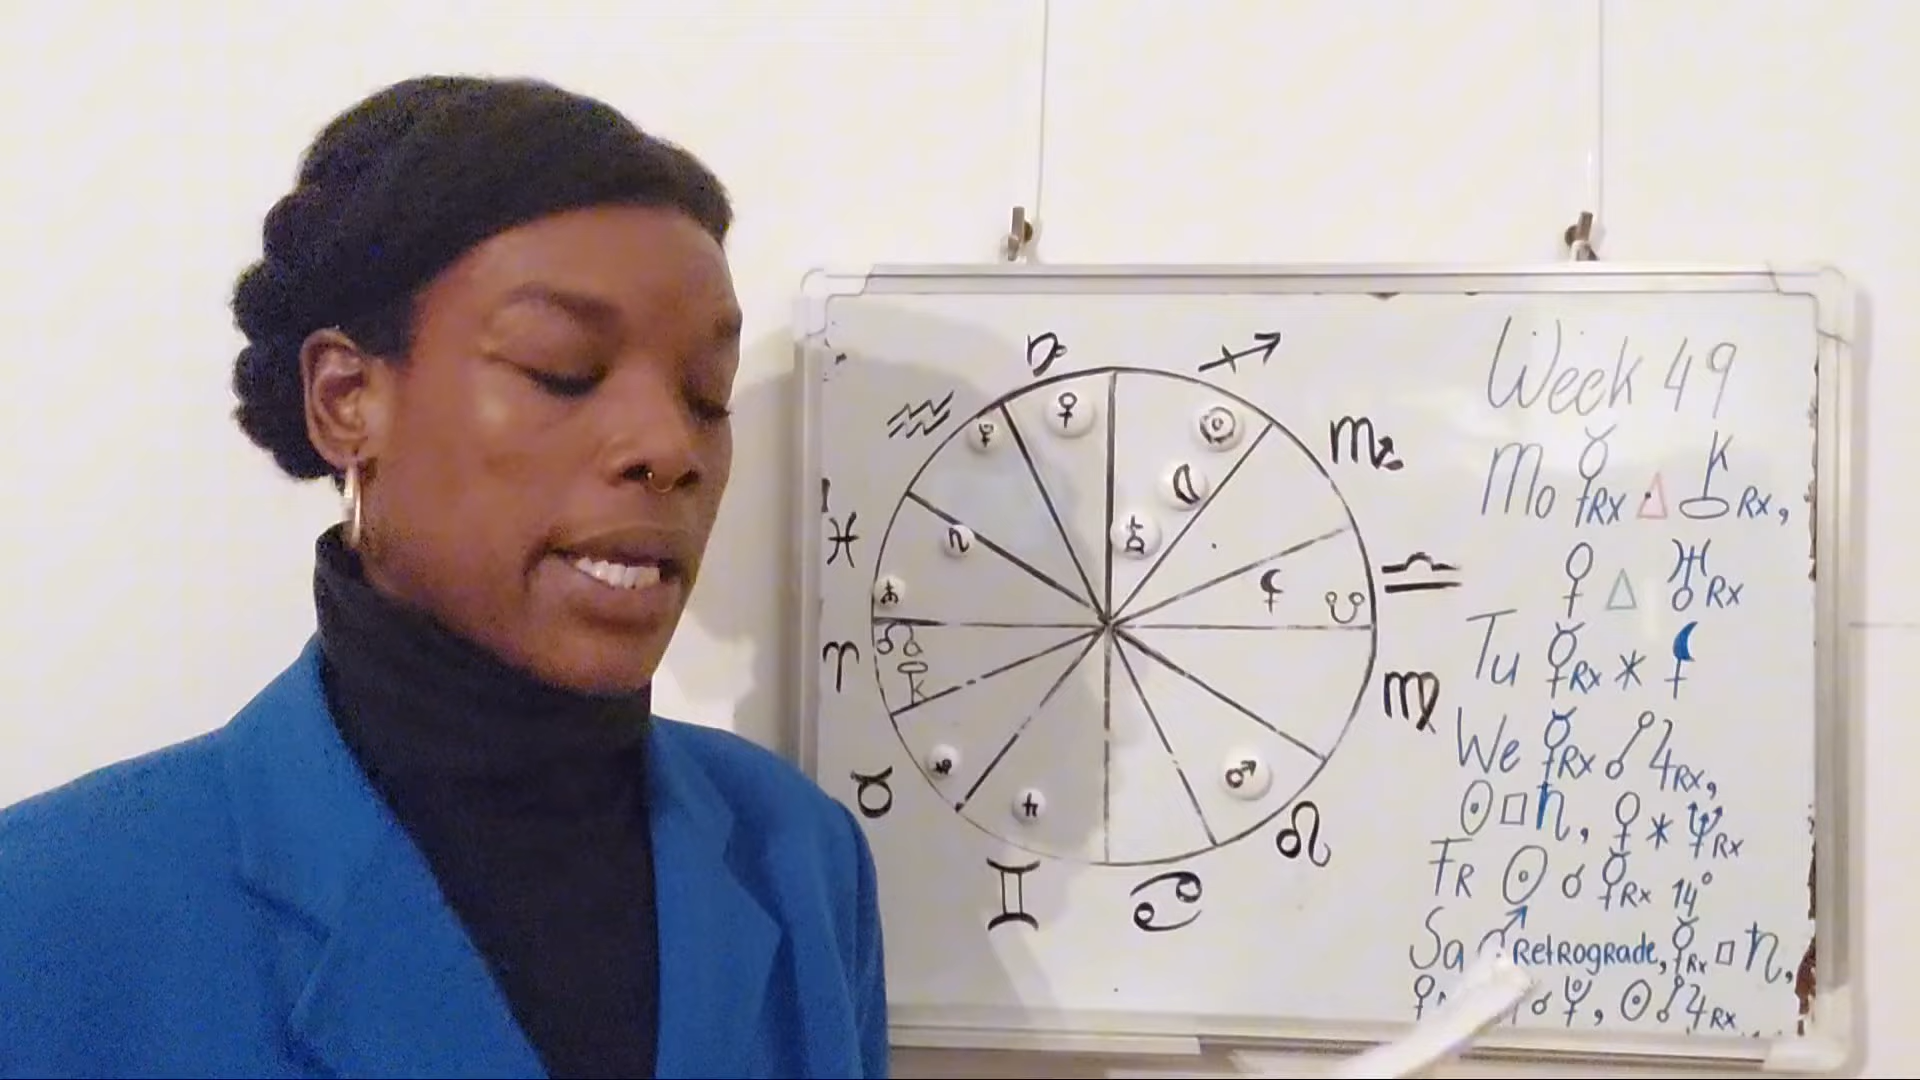 Week 49
Mo ☿Rx △ ⚷Rx,
♀ △ ♅Rx
Tu ☿Rx ⚹ ⚸
We ☿Rx ☍ ♃Rx,
☉ □ ♄, ♀ ⚹ ♆Rx
Fr ☉ ☌ ☿Rx 14°
Sa ♂ Retrograde, ☿Rx □ ♄,
♀ ☌ ♇, ☉ ☍ ♃Rx
♑ ♐
♒ ♀ ☉ ♏
♓ ♎
⚸ ☋
♈ ☊ ⚷ ♍
♉ ♂ ♌
♊ ♋